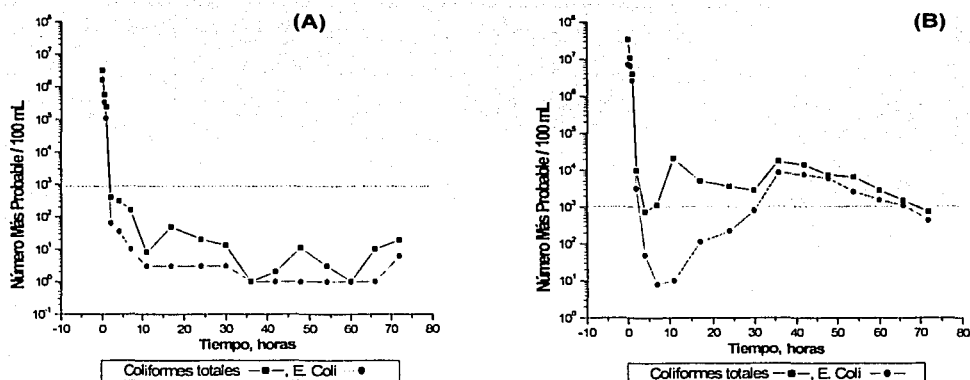 (A)
Número Más Probable / 100 mL
10⁸
10⁷
10⁶
10⁵
10⁴
10³
10²
10¹
10⁰
10⁻¹
-10 0 10 20 30 40 50 60 70 80
Tiempo, horas
Coliformes totales —■—, E. Coli —●—
(B)
Número Más Probable / 100 mL
10⁸
10⁷
10⁶
10⁵
10⁴
10³
10²
10¹
10⁰
-10 0 10 20 30 40 50 60 70 80
Tiempo, horas
Coliformes totales —■—, E. Coli —●—